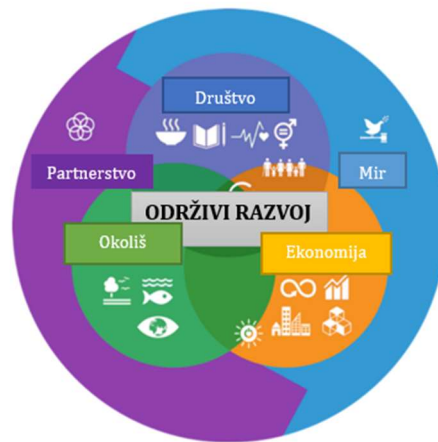 Društvo
Partnerstvo
Mir
ODRŽIVI RAZVOJ
Okoliš
Ekonomija